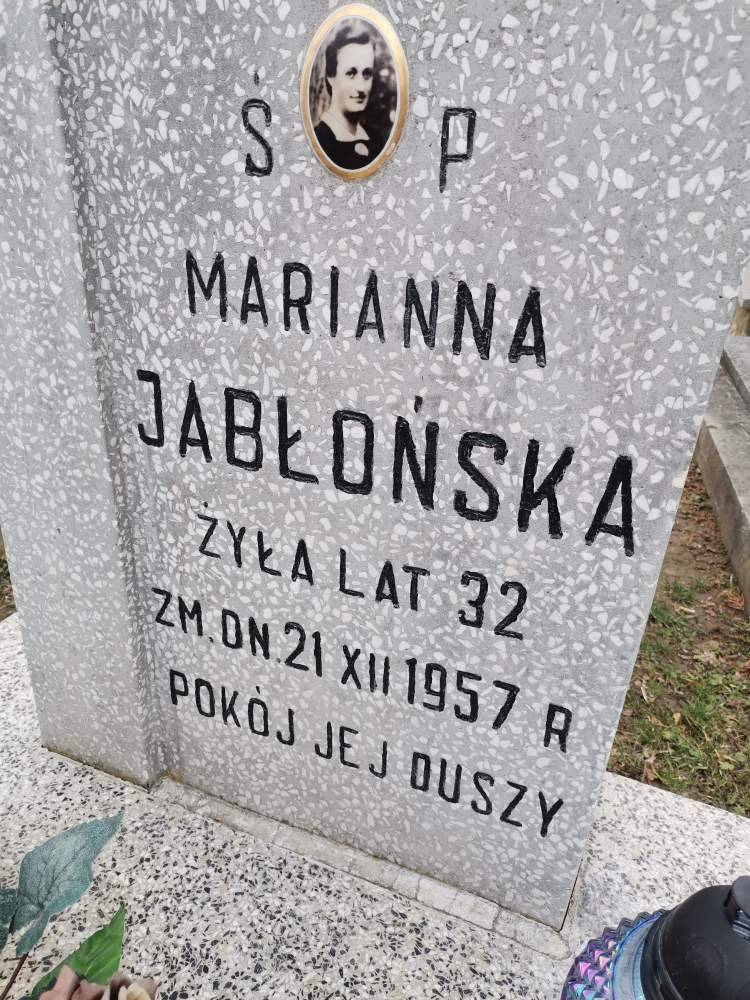 Ś P
MARIANNA
JABŁOŃSKA
ŻYŁA LAT 32
ZM. DN. 21 XII 1957 R
POKÓJ JEJ DUSZY